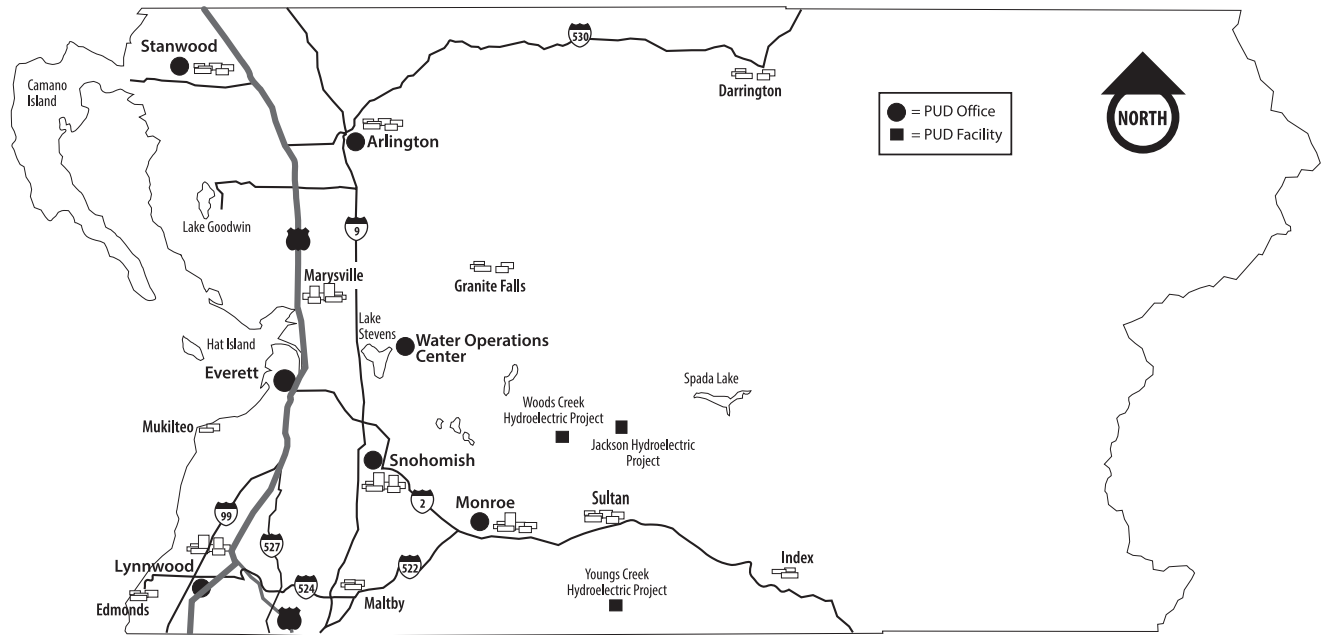 Stanwood
530
Camano
Island
Darrington
= PUD Office
= PUD Facility
NORTH
Arlington
Lake Goodwin
9
Marysville
Granite Falls
Lake
Stevens
Hat Island
Water Operations
Center
Everett
Spada Lake
Woods Creek
Hydroelectric Project
Mukilteo
Jackson Hydroelectric
Project
Snohomish
2
Monroe
Sultan
99
527
Lynnwood
522
Index
524
Youngs Creek
Hydroelectric Project
Edmonds
Maltby